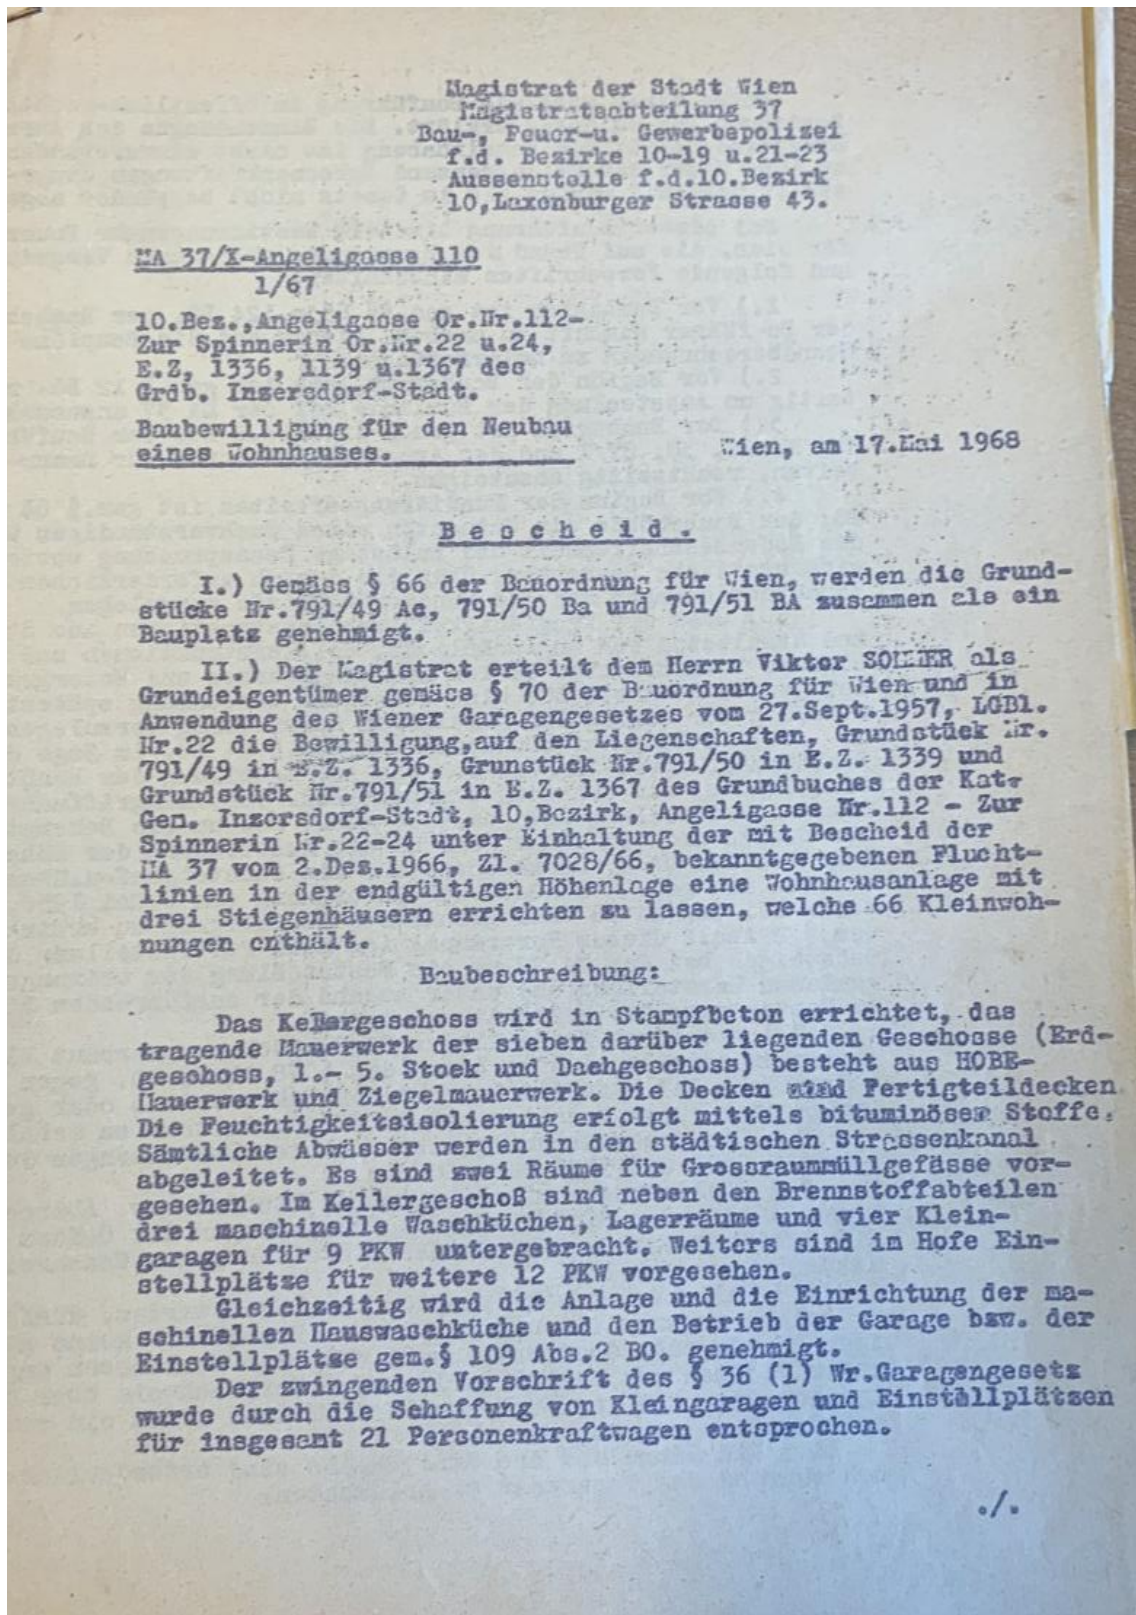 Magistrat der Stadt Wien
Magistratsabteilung 37
Bau-, Feuer-u. Gewerbepolizei
f.d. Bezirke 10-19 u.21-23
Aussenstelle f.d.10.Bezirk
10,Laxenburger Strasse 43.
MA 37/X-Angeligasse 110
1/67
10.Bez.,Angeligasse Or.Nr.112-
Zur Spinnerin Or.Nr.22 u.24,
E.Z, 1336, 1139 u.1367 des
Grdb. Inzersdorf-Stadt.
Baubewilligung für den Neubau
eines Wohnhauses.
Wien, am 17.Mai 1968
B e s c h e i d .
I.) Gemäss § 66 der Bauordnung für Wien, werden die Grund-
stücke Nr.791/49 Ac, 791/50 Ba und 791/51 BA zusammen als ein
Bauplatz genehmigt.
II.) Der Magistrat erteilt dem Herrn Viktor als
Grundeigentümer gemäss § 70 der Bauordnung für Wien und in
Anwendung des Wiener Garagengesetzes vom 27.Sept.1957, LGBl.
Nr.22 die Bewilligung,auf den Liegenschaften, Grundstück Nr.
791/49 in E.Z. 1336, Grunstück Nr.791/50 in E.Z. 1339 und
Grundstück Nr.791/51 in E.Z. 1367 des Grundbuches der Kat.
Gem. Inzersdorf-Stadt, 10,Bezirk, Angeligasse Nr.112 - Zur
Spinnerin Nr.22-24 unter Einhaltung der mit Bescheid der
MA 37 vom 2.Dez.1966, Zl. 7028/66, bekanntgegebenen Flucht-
linien in der endgültigen Höhenlage eine Wohnhausanlage mit
drei Stiegenhäusern errichten zu lassen, welche 66 Kleinwoh-
nungen enthält.
Baubeschreibung:
Das Kellergeschoss wird in Stampfbeton errichtet, das
tragende Mauerwerk der sieben darüber liegenden Geschosse (Erd-
geschoss, 1.- 5. Stock und Dachgeschoss) besteht aus HOBE-
Mauerwerk und Ziegelmauerwerk. Die Decken sind Fertigteildecken
Die Feuchtigkeitsisolierung erfolgt mittels bituminöser Stoffe.
Sämtliche Abwässer werden in den städtischen Strassenkanal
abgeleitet. Es sind zwei Räume für Grossraummüllgefässe vor-
gesehen. Im Kellergeschoß sind neben den Brennstoffabteilen
drei maschinelle Waschküchen, Lagerräume und vier Klein-
garagen für 9 PKW untergebracht. Weiters sind im Hofe Ein-
stellplätze für weitere 12 PKW vorgesehen.
Gleichzeitig wird die Anlage und die Einrichtung der ma-
schinellen Hauswaschküche und den Betrieb der Garage bzw. der
Einstellplätze gem.§ 109 Abs.2 BO. genehmigt.
Der zwingenden Vorschrift des § 36 (1) Wr.Garagengesetz
wurde durch die Schaffung von Kleingaragen und Einstellplätzen
für insgesamt 21 Personenkraftwagen entsprochen.
./.